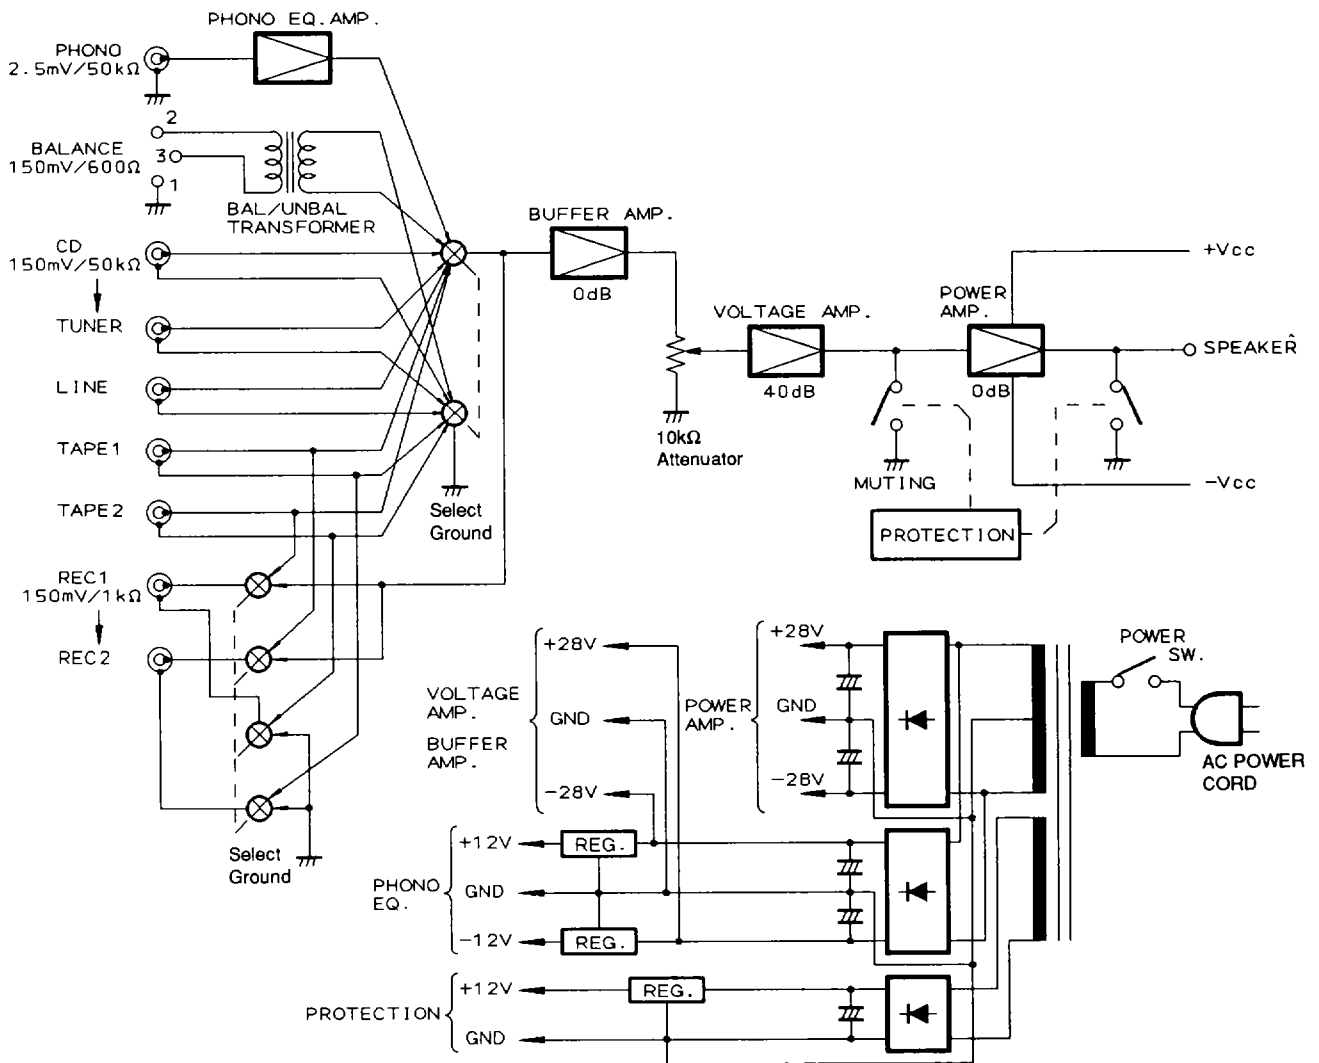 PHONO EQ.AMP.
PHONO
2.5mV/50kΩ
2
BALANCE
150mV/600Ω
3
1
BAL/UNBAL
TRANSFORMER
CD
150mV/50kΩ
TUNER
LINE
TAPE1
TAPE2
REC1
150mV/1kΩ
REC2
Select
Ground
Select
Ground
BUFFER AMP.
0dB
10kΩ
Attenuator
VOLTAGE AMP.
40dB
POWER
AMP.
0dB
+Vcc
SPEAKER
-Vcc
MUTING
PROTECTION
VOLTAGE
AMP.
BUFFER
AMP.
+28V
GND
-28V
POWER
AMP.
+28V
GND
-28V
POWER
SW.
AC POWER
CORD
PHONO
EQ.
+12V
REG.
GND
-12V
REG.
PROTECTION
+12V
REG.
GND